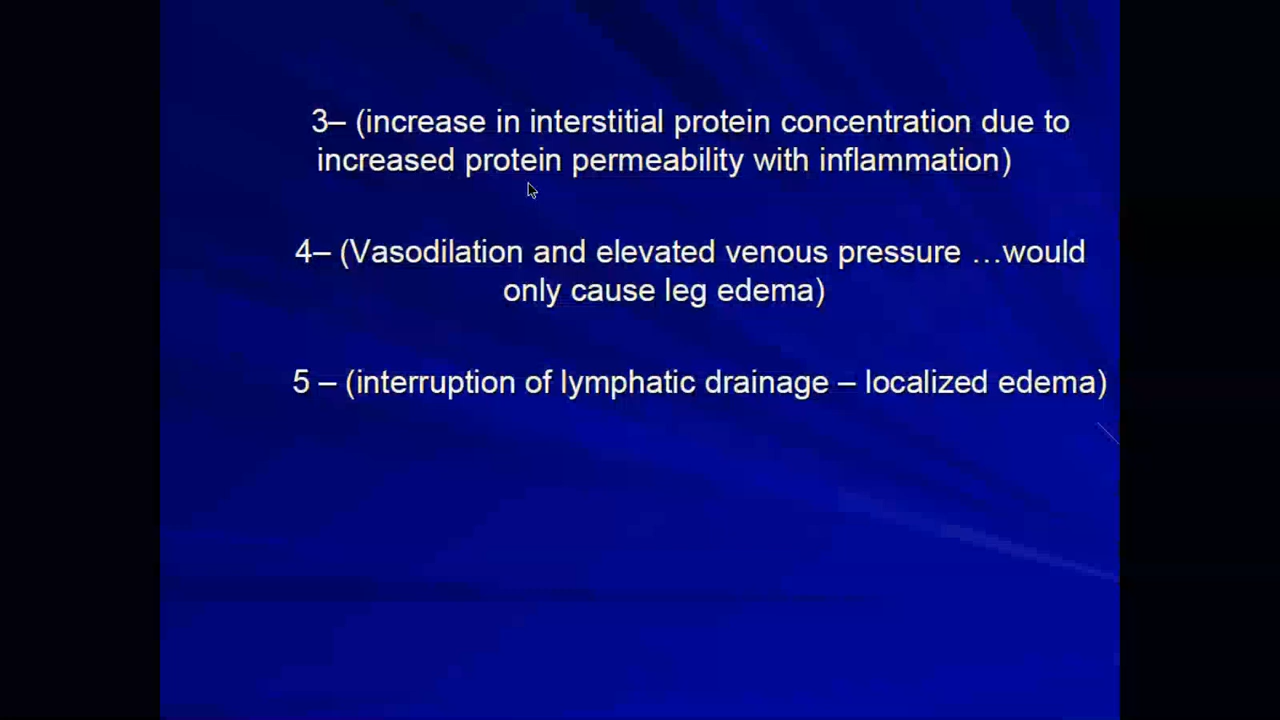 3– (increase in interstitial protein concentration due to
increased protein permeability with inflammation)
4– (Vasodilation and elevated venous pressure …would
only cause leg edema)
5 – (interruption of lymphatic drainage – localized edema)